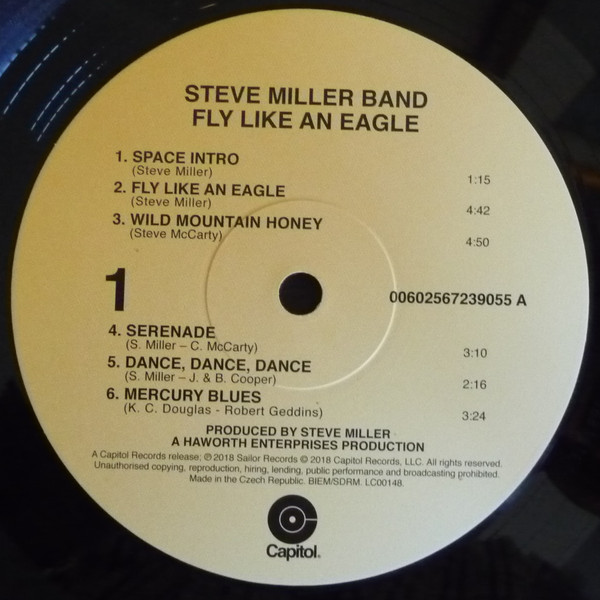 STEVE MILLER BAND
FLY LIKE AN EAGLE
1. SPACE INTRO
(Steve Miller)
1:15
2. FLY LIKE AN EAGLE
(Steve Miller)
4:42
3. WILD MOUNTAIN HONEY
(Steve McCarty)
4:50
1
00602567239055 A
4. SERENADE
(S. Miller – C. McCarty)
3:10
5. DANCE, DANCE, DANCE
(S. Miller – J. & B. Cooper)
2:16
6. MERCURY BLUES
(K. C. Douglas - Robert Geddins)
3:24
PRODUCED BY STEVE MILLER
A HAWORTH ENTERPRISES PRODUCTION
A Capitol Records release; ℗ 2018 Sailor Records © 2018 Capitol Records, LLC. All rights reserved.
Unauthorised copying, reproduction, hiring, lending, public performance and broadcasting prohibited.
Made in the Czech Republic. BIEM/SDRM. LC00148.
Capitol®